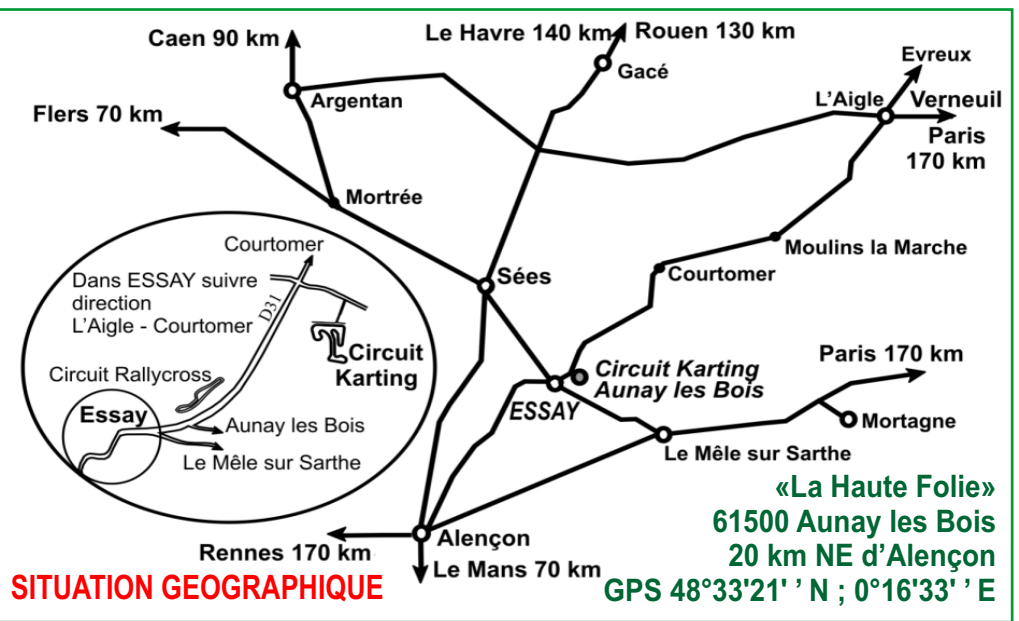 Caen 90 km
Le Havre 140 km
Rouen 130 km
Evreux
Gacé
Argentan
L'Aigle
Verneuil
Flers 70 km
Paris
170 km
Mortrée
Courtomer
Moulins la Marche
Dans ESSAY suivre
direction
L'Aigle - Courtomer
D31
Sées
Courtomer
Circuit
Karting
Circuit Rallycross
Circuit Karting
Aunay les Bois
Paris 170 km
Essay
ESSAY
Mortagne
Aunay les Bois
Le Mêle sur Sarthe
Le Mêle sur Sarthe
«La Haute Folie»
61500 Aunay les Bois
20 km NE d'Alençon
GPS 48°33'21' ' N ; 0°16'33' ' E
Alençon
Rennes 170 km
Le Mans 70 km
SITUATION GEOGRAPHIQUE